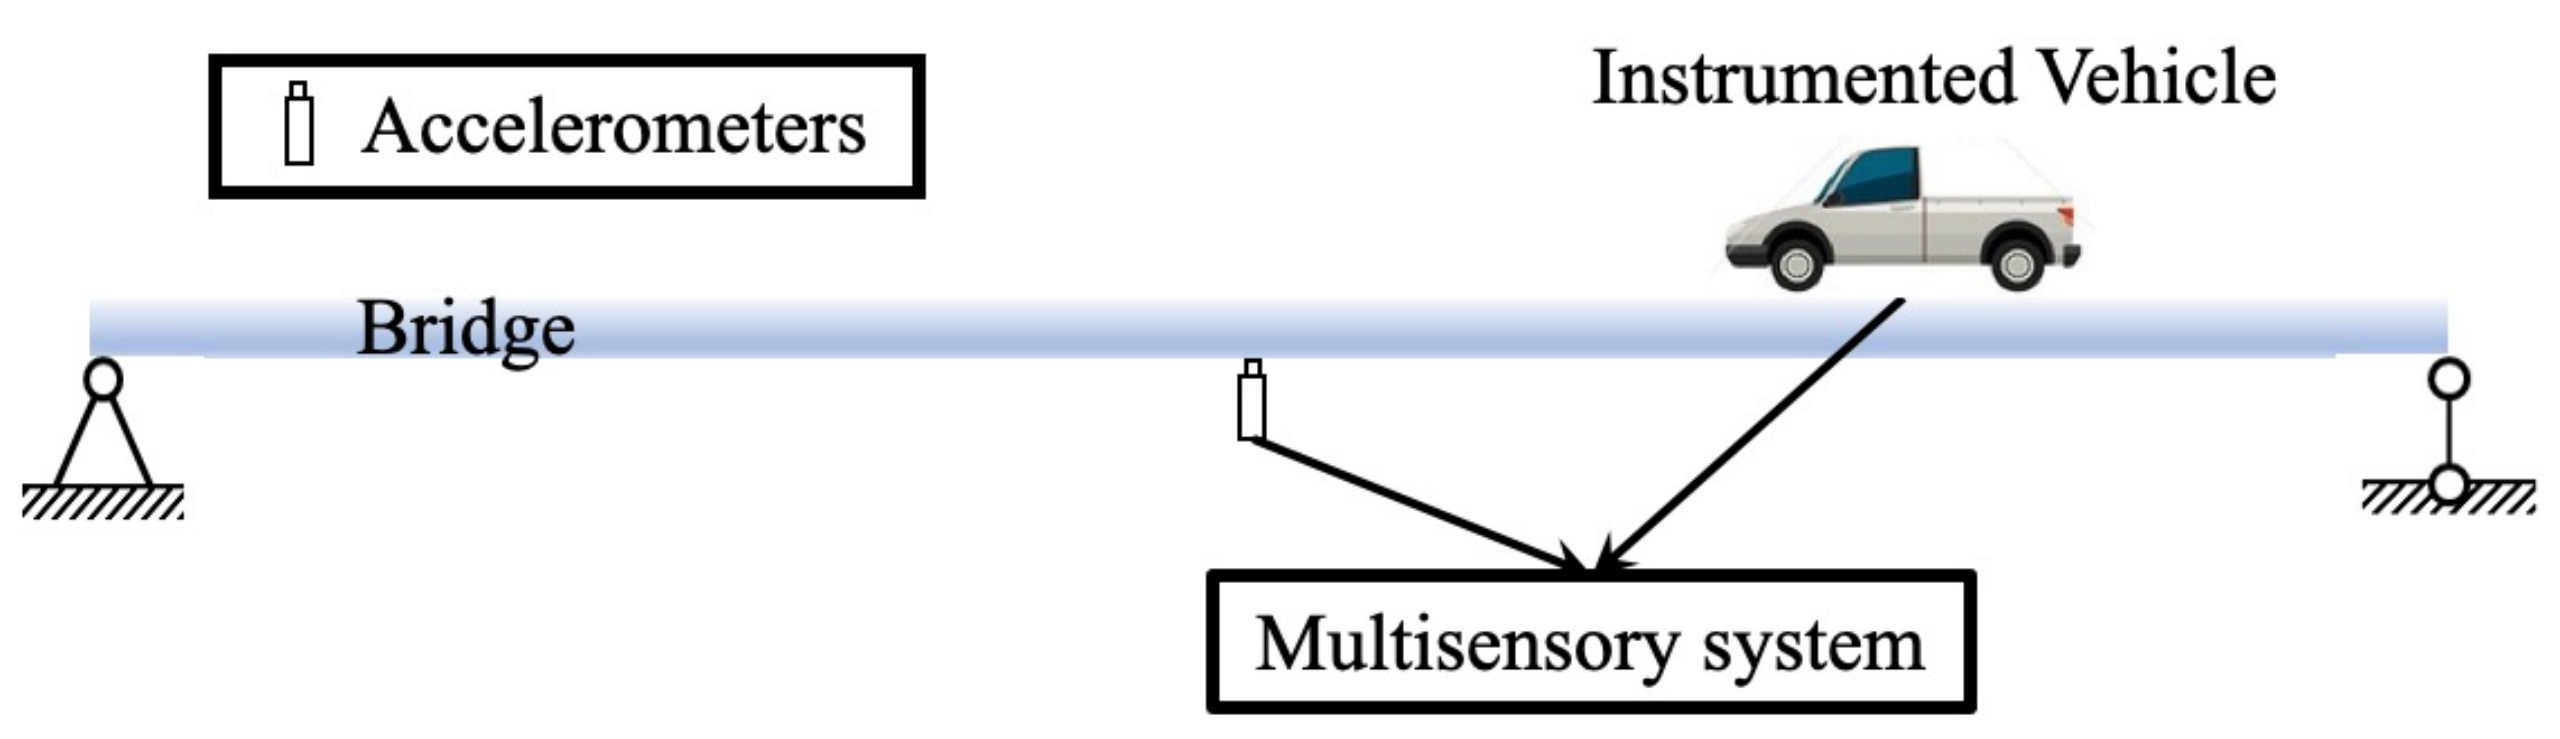 Instrumented Vehicle
Accelerometers
Bridge
Multisensory system